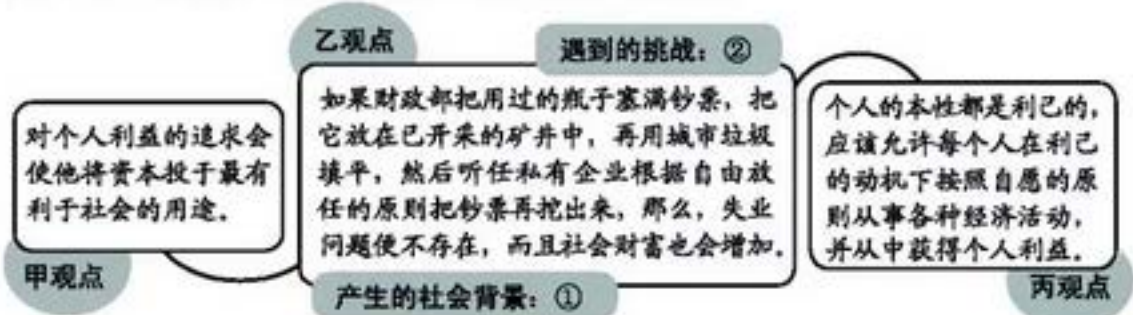 乙观点
遇到的挑战：②
对个人利益的追求会
使他将资本投于最有
利于社会的用途。
甲观点
如果财政部把用过的瓶子塞满钞票，把
它放在已开采的矿井中，再用城市垃圾
填平，然后听任私有企业根据自由放
任的原则把钞票再挖出来，那么，失业
问题便不存在，而且社会财富也会增加。
产生的社会背景：①
个人的本性都是利己的，
应该允许每个人在利己
的动机下按照自愿的原
则从事各种经济活动，
并从中获得个人利益。
丙观点